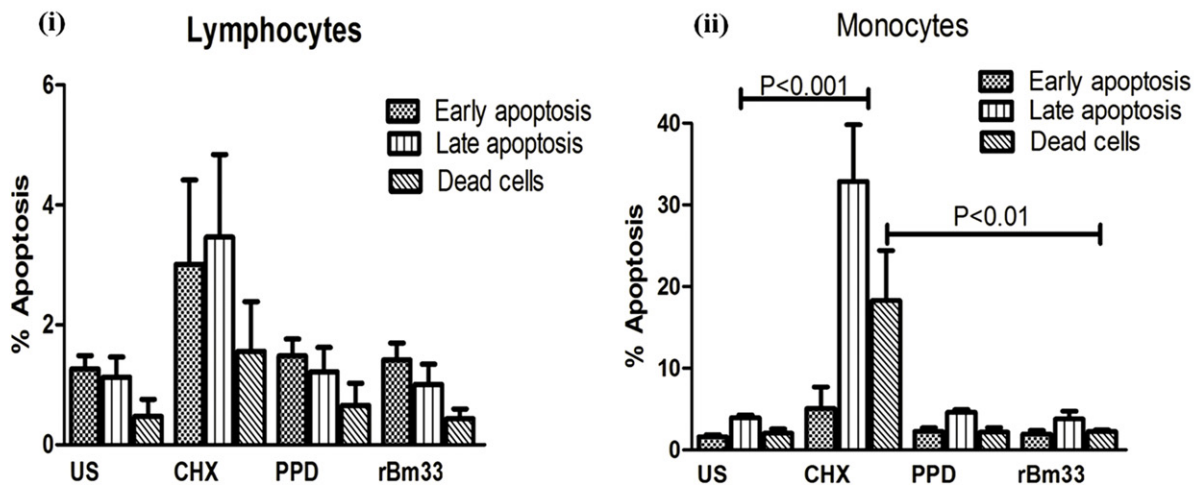 (i)
Lymphocytes
Early apoptosis
Late apoptosis
Dead cells
% Apoptosis
6
4
2
0
US CHX PPD rBm33
(ii)
Monocytes
Early apoptosis
Late apoptosis
Dead cells
P<0.001
P<0.01
% Apoptosis
40
30
20
10
0
US CHX PPD rBm33